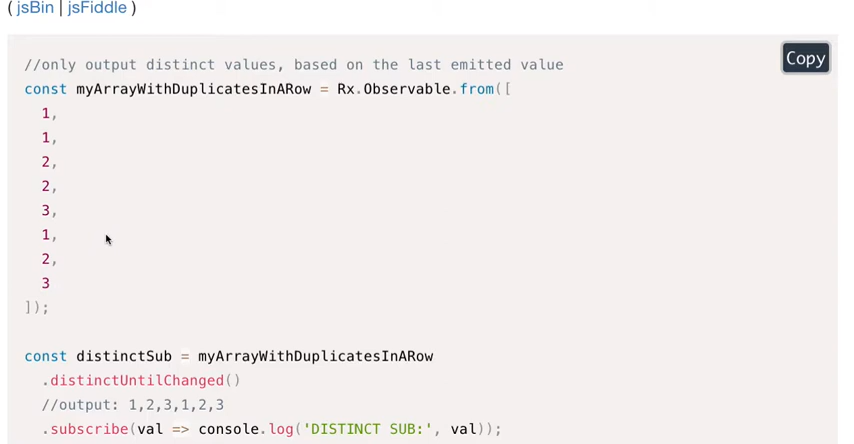 ( jsBin | jsFiddle )
Copy
//only output distinct values, based on the last emitted value
const myArrayWithDuplicatesInARow = Rx.Observable.from([
  1,
  1,
  2,
  2,
  3,
  1,
  2,
  3
]);
const distinctSub = myArrayWithDuplicatesInARow
  .distinctUntilChanged()
  //output: 1,2,3,1,2,3
  .subscribe(val => console.log('DISTINCT SUB:', val));